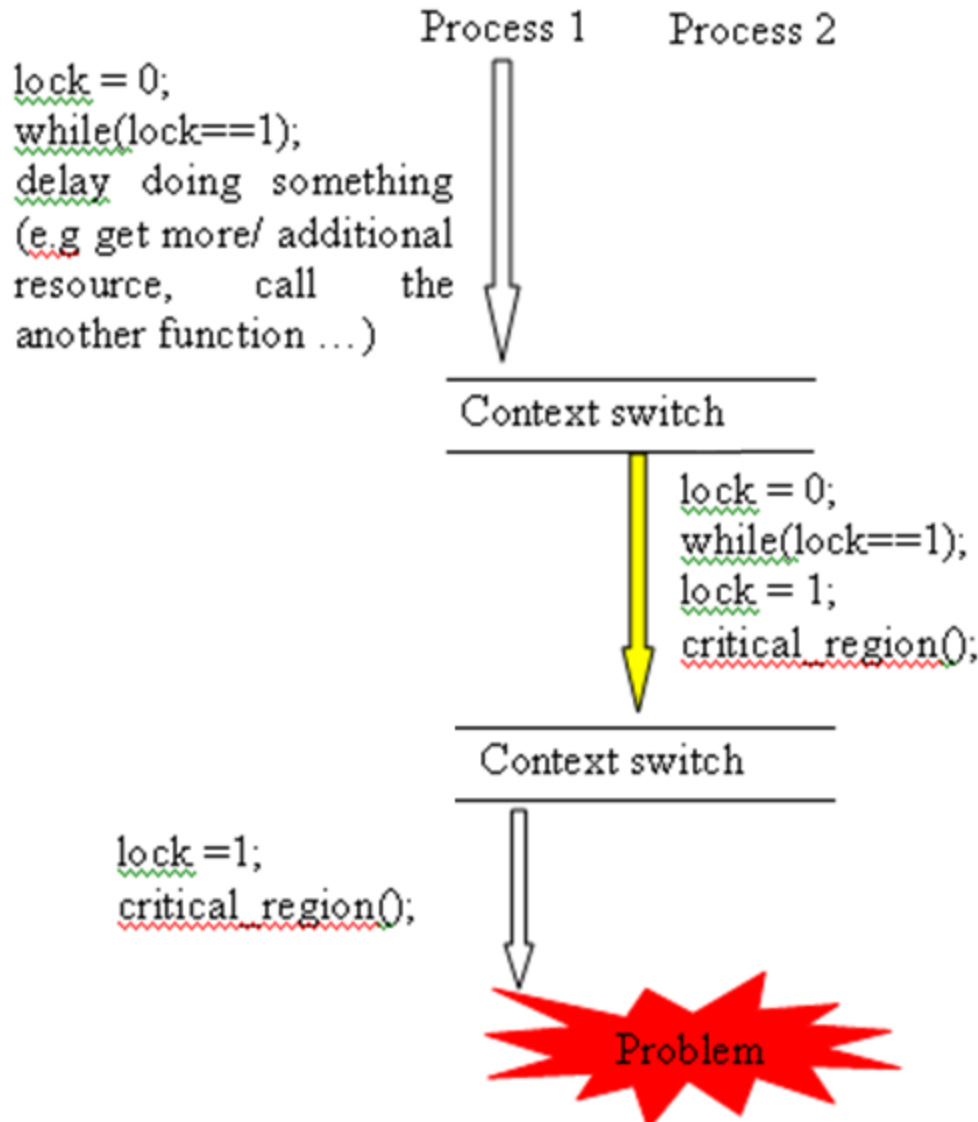 Process 1 Process 2
lock = 0;
while(lock==1);
delay doing something
(e.g get more/ additional
resource, call the
another function ...)
Context switch
lock = 0;
while(lock==1);
lock = 1;
critical_region();
Context switch
lock =1;
critical_region();
Problem